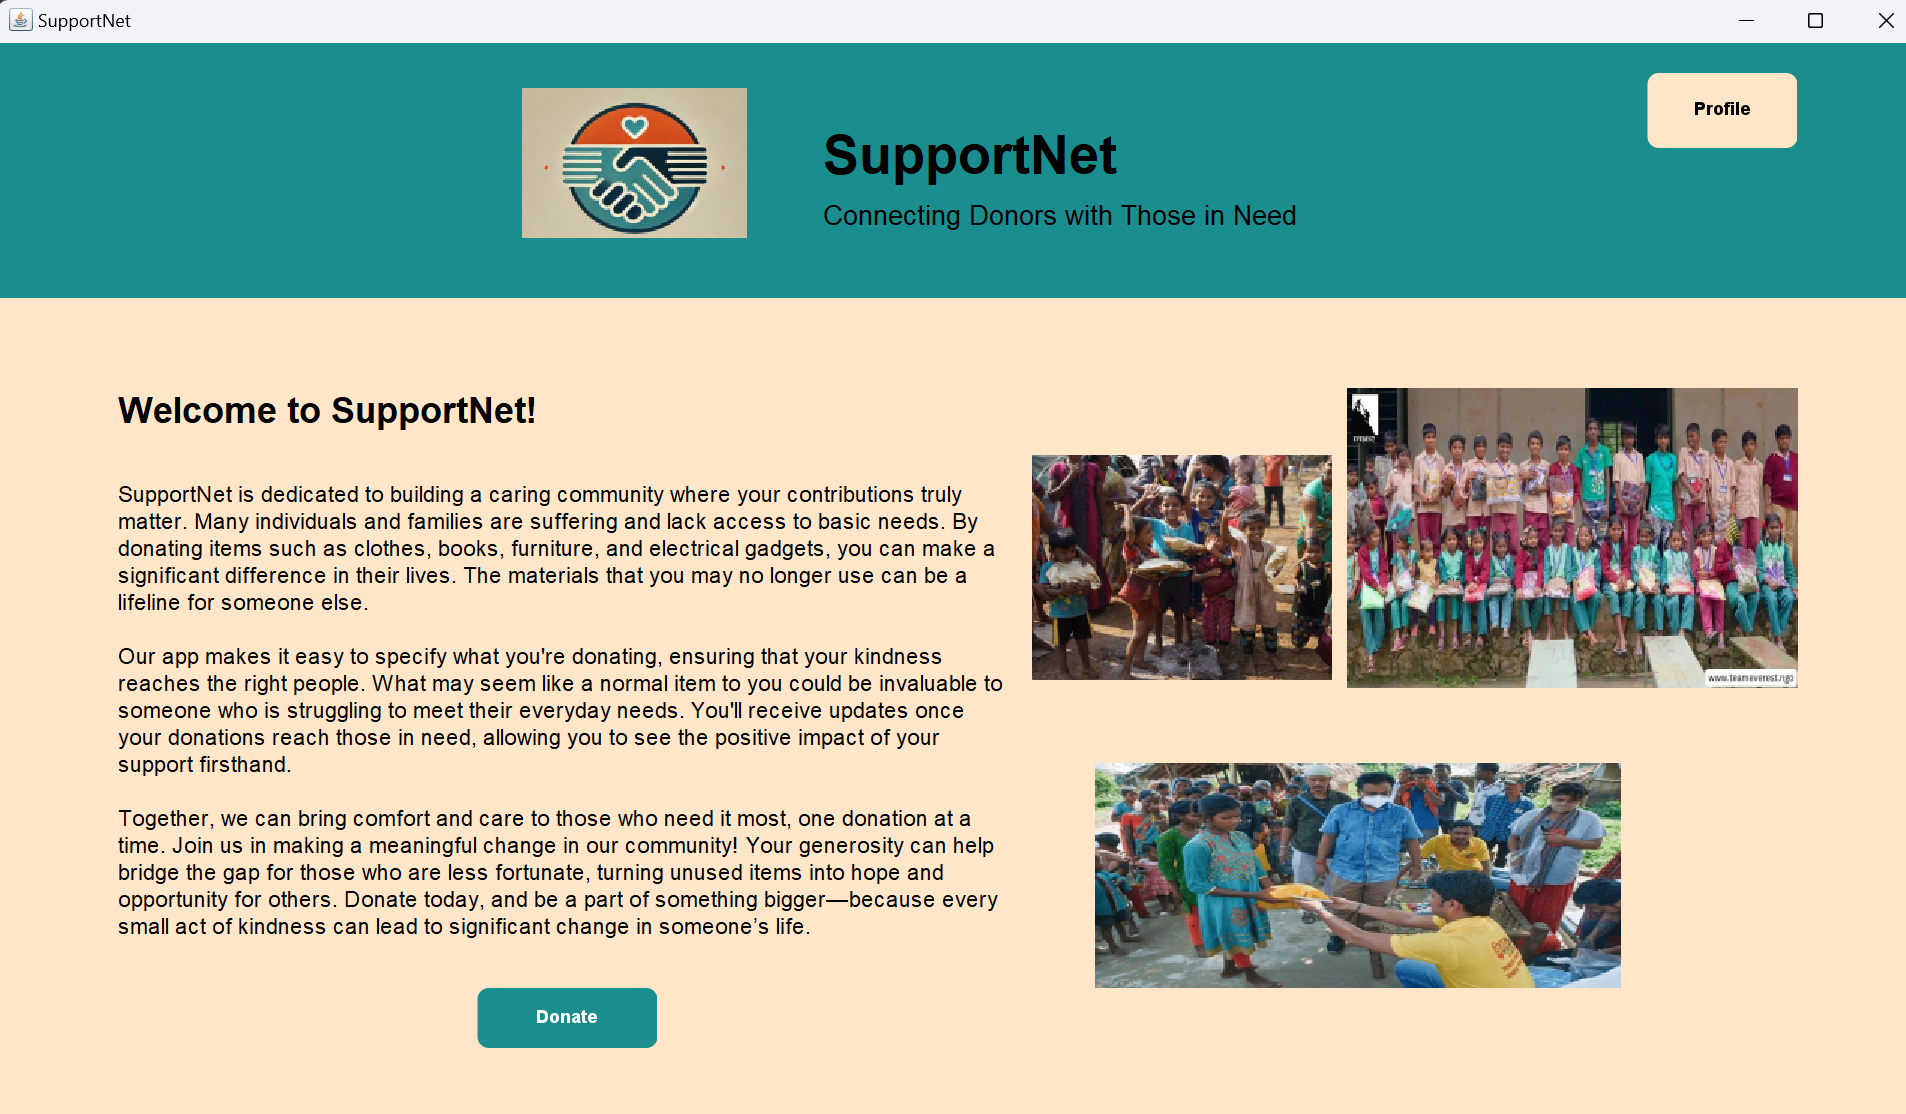 SupportNet
Profile
SupportNet
Connecting Donors with Those in Need
Welcome to SupportNet!
SupportNet is dedicated to building a caring community where your contributions truly
matter. Many individuals and families are suffering and lack access to basic needs. By
donating items such as clothes, books, furniture, and electrical gadgets, you can make a
significant difference in their lives. The materials that you may no longer use can be a
lifeline for someone else.
Our app makes it easy to specify what you're donating, ensuring that your kindness
reaches the right people. What may seem like a normal item to you could be invaluable to
someone who is struggling to meet their everyday needs. You'll receive updates once
your donations reach those in need, allowing you to see the positive impact of your
support firsthand.
Together, we can bring comfort and care to those who need it most, one donation at a
time. Join us in making a meaningful change in our community! Your generosity can help
bridge the gap for those who are less fortunate, turning unused items into hope and
opportunity for others. Donate today, and be a part of something bigger—because every
small act of kindness can lead to significant change in someone’s life.
Donate
www.teameverest.ngo